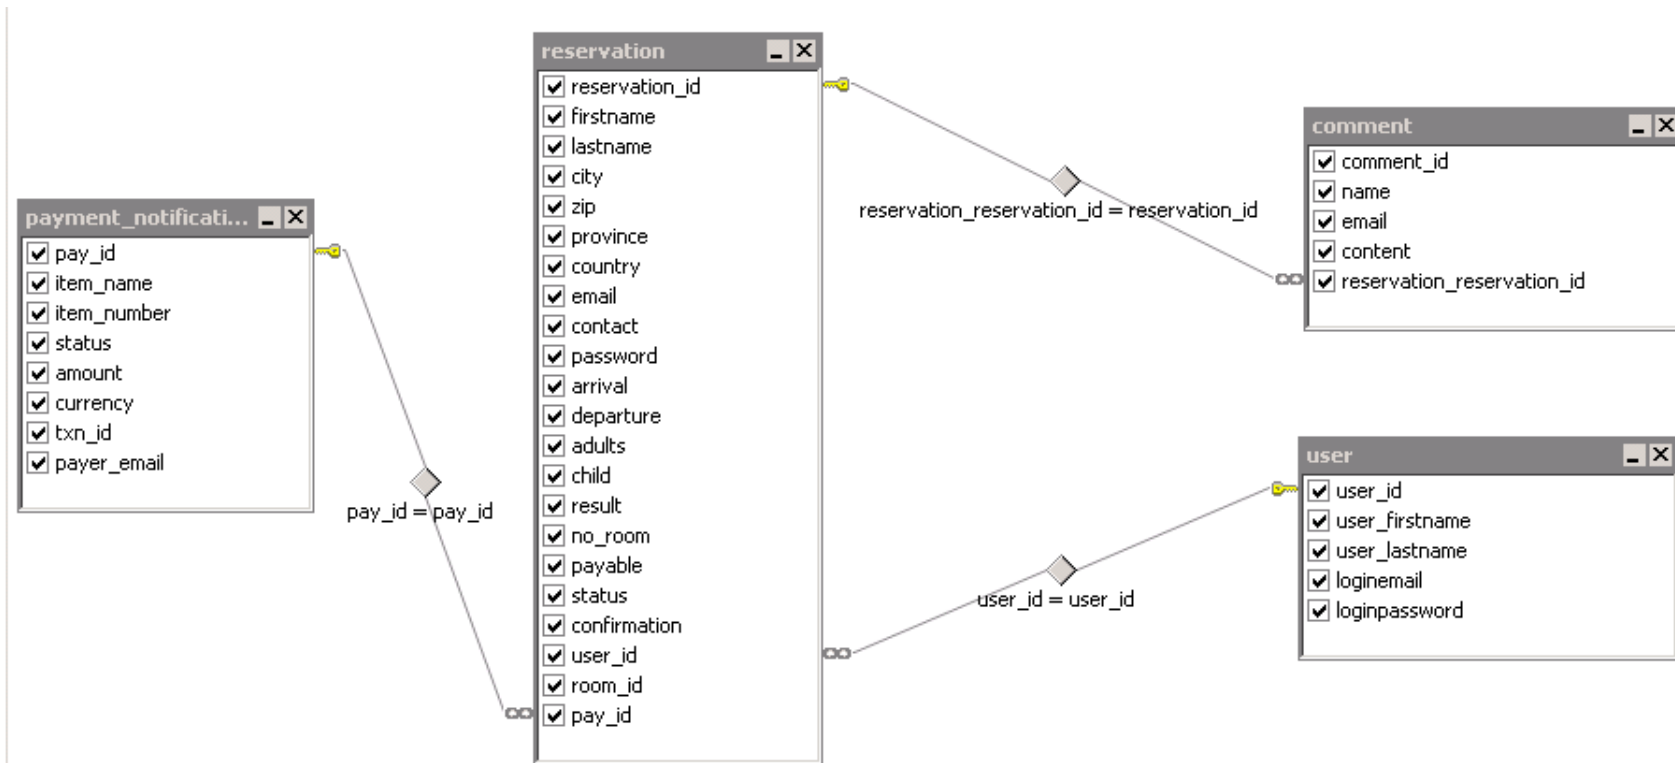 payment_notificati...
pay_id
item_name
item_number
status
amount
currency
txn_id
payer_email
pay_id = pay_id
reservation
reservation_id
firstname
lastname
city
zip
province
country
email
contact
password
arrival
departure
adults
child
result
no_room
payable
status
confirmation
user_id
room_id
pay_id
reservation_reservation_id = reservation_id
comment
comment_id
name
email
content
reservation_reservation_id
user_id = user_id
user
user_id
user_firstname
user_lastname
loginemail
loginpassword